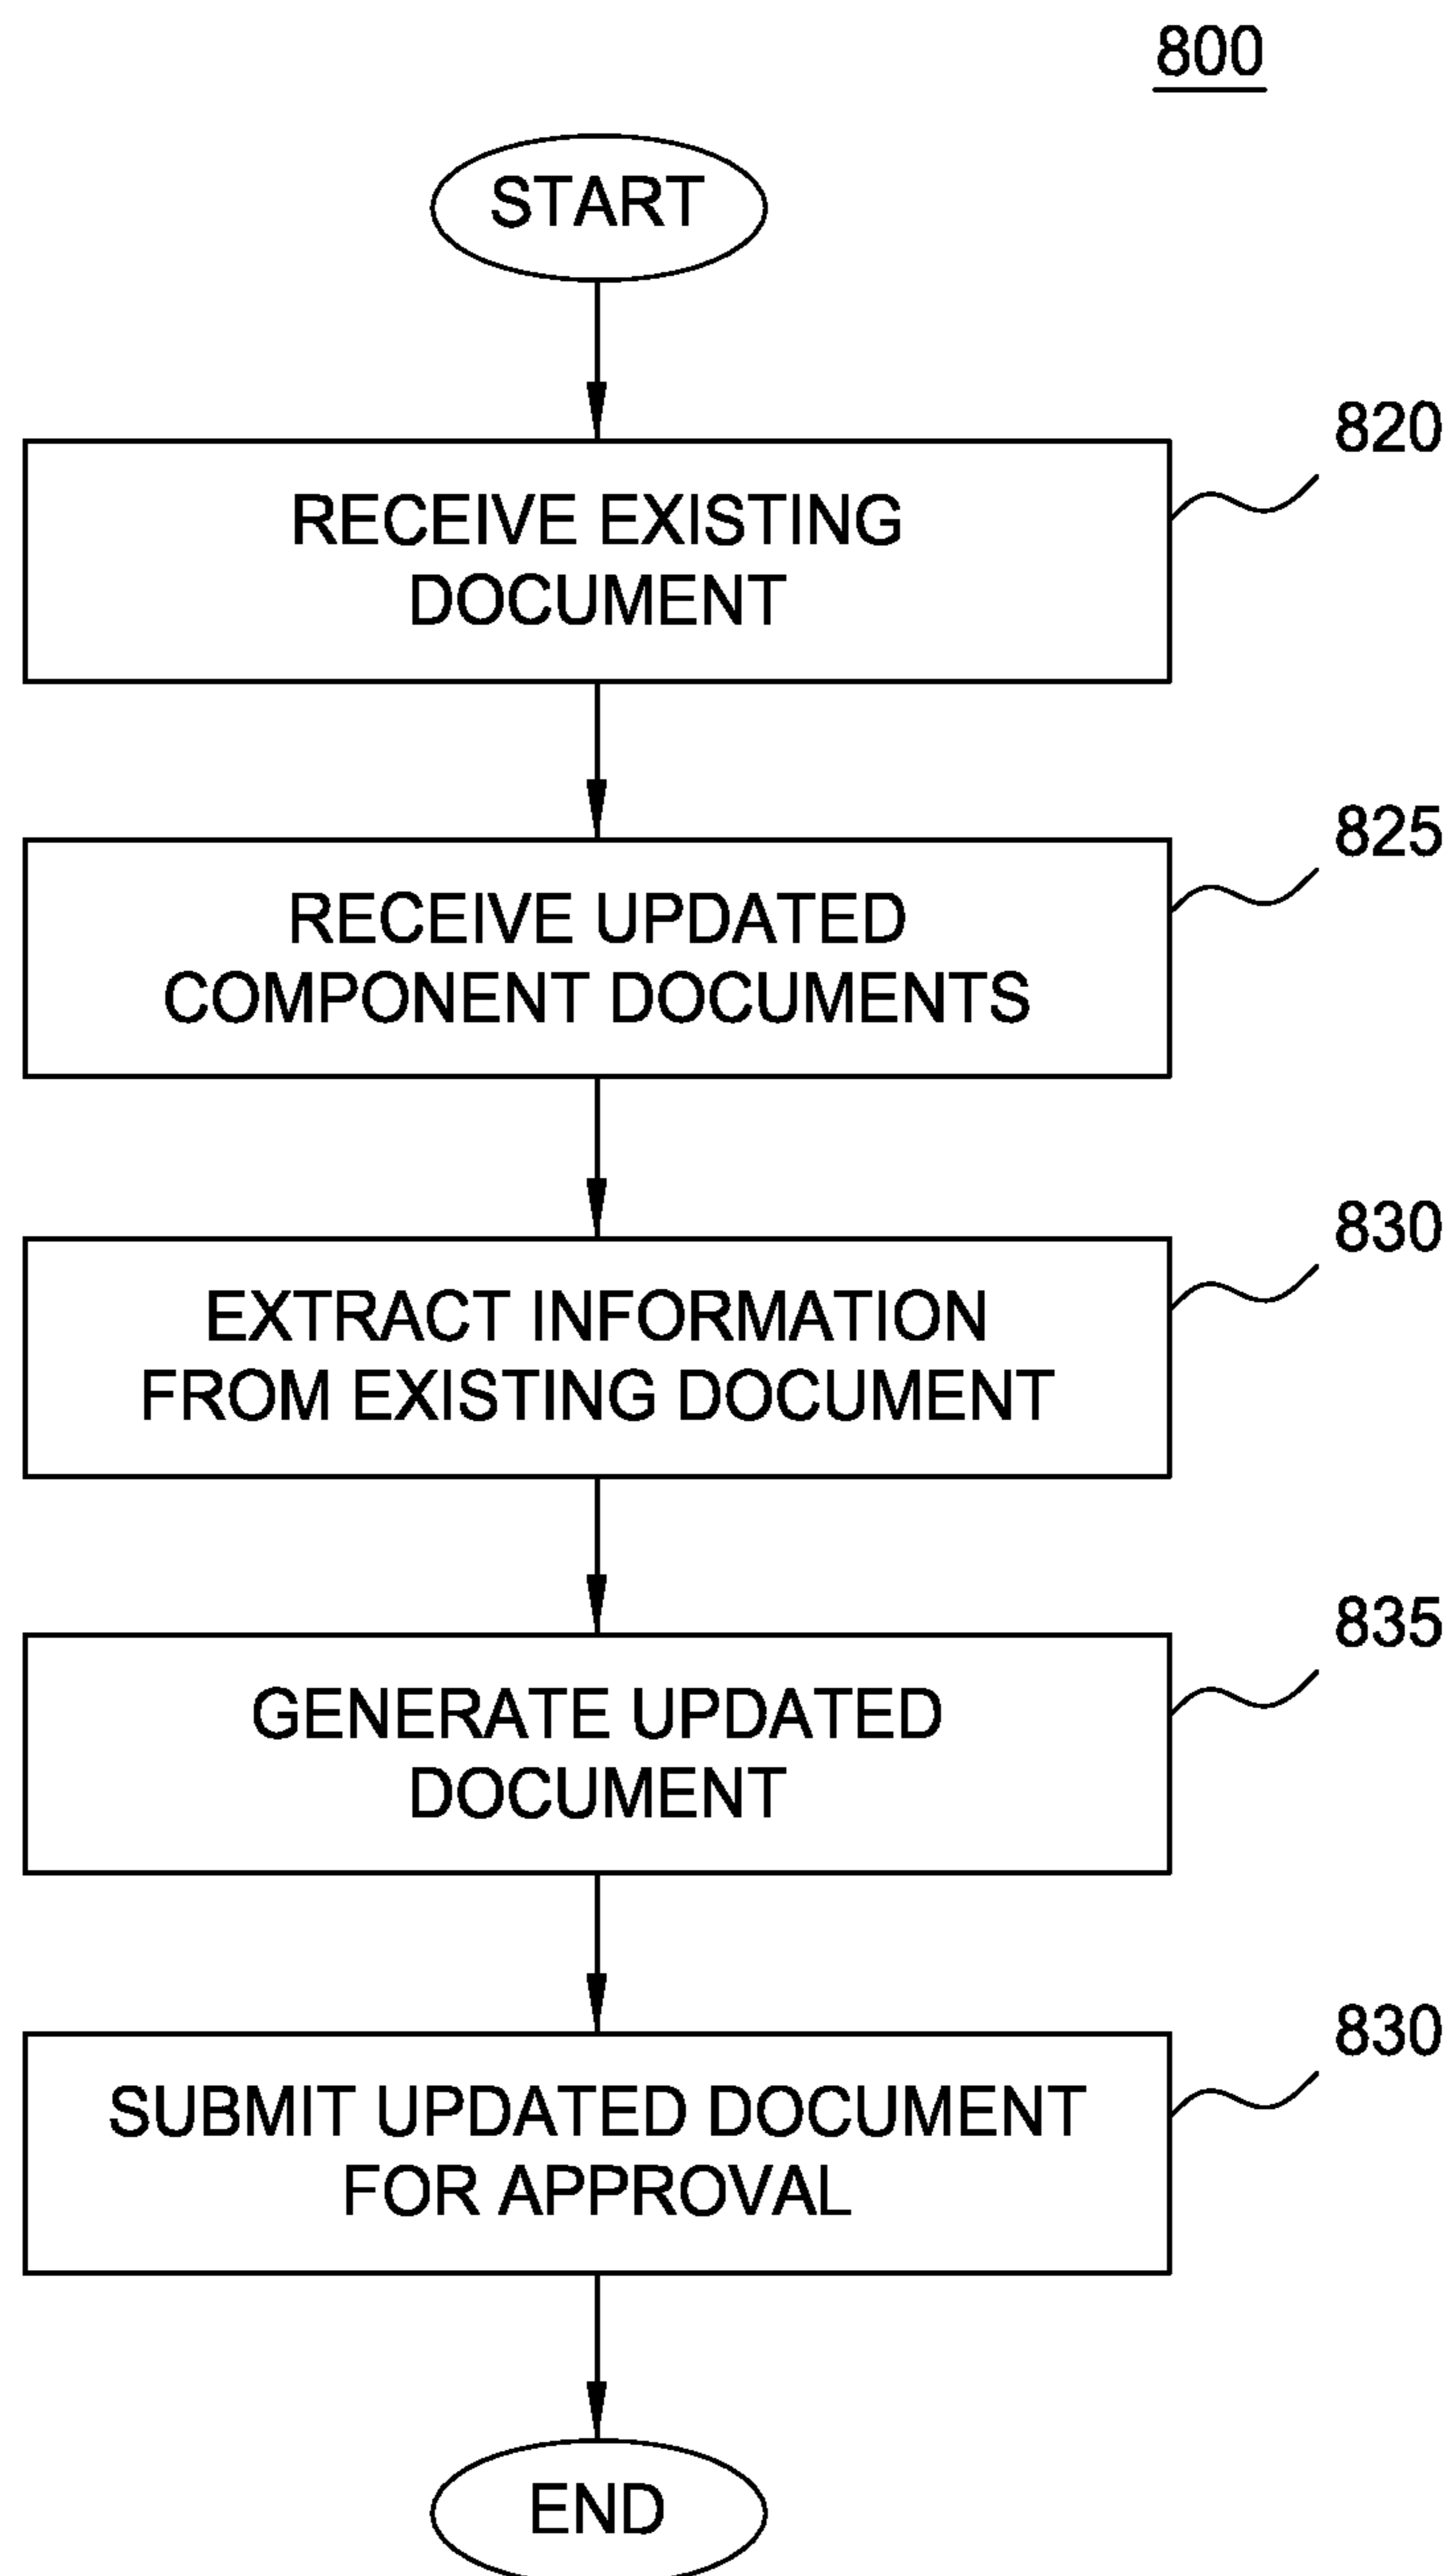 800
START
820
RECEIVE EXISTING
DOCUMENT
825
RECEIVE UPDATED
COMPONENT DOCUMENTS
830
EXTRACT INFORMATION
FROM EXISTING DOCUMENT
835
GENERATE UPDATED
DOCUMENT
830
SUBMIT UPDATED DOCUMENT
FOR APPROVAL
END